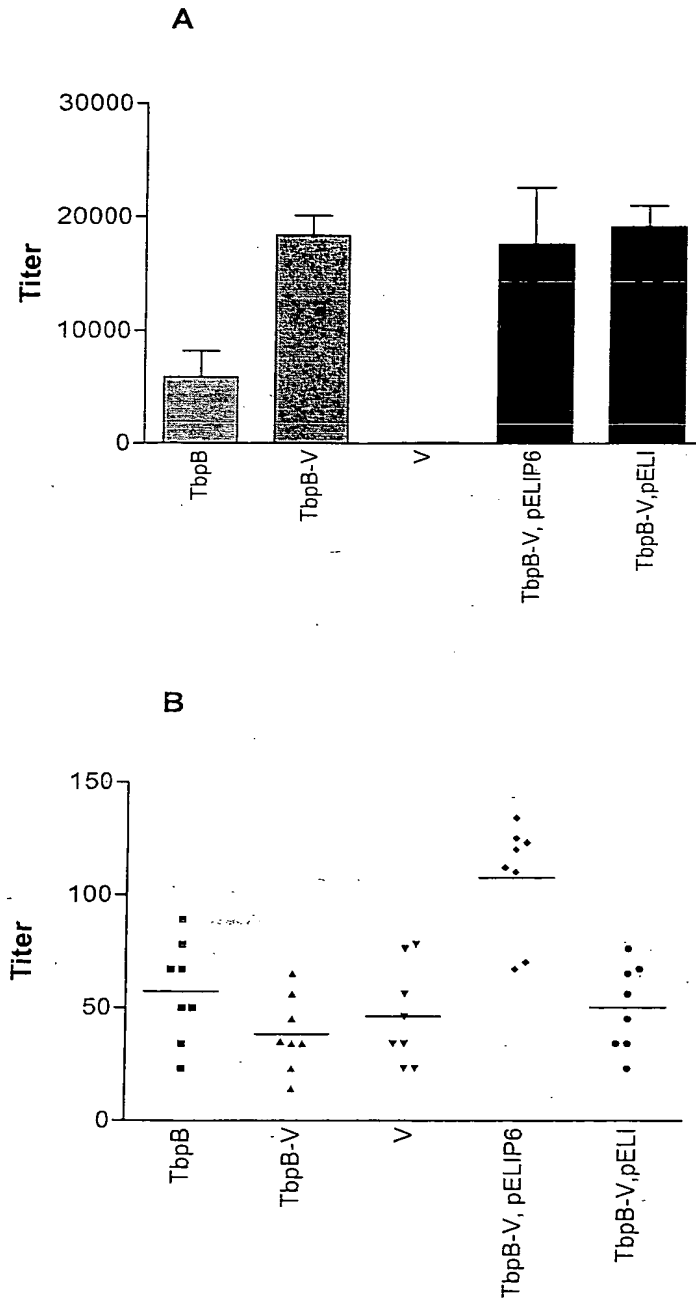 A
30000
20000
10000
0
Titer
TbpB
TbpB-V
V
TbpB-V, pELIP6
TbpB-V,pELI
B
150
100
50
0
Titer
TbpB
TbpB-V
V
TbpB-V, pELIP6
TbpB-V,pELI